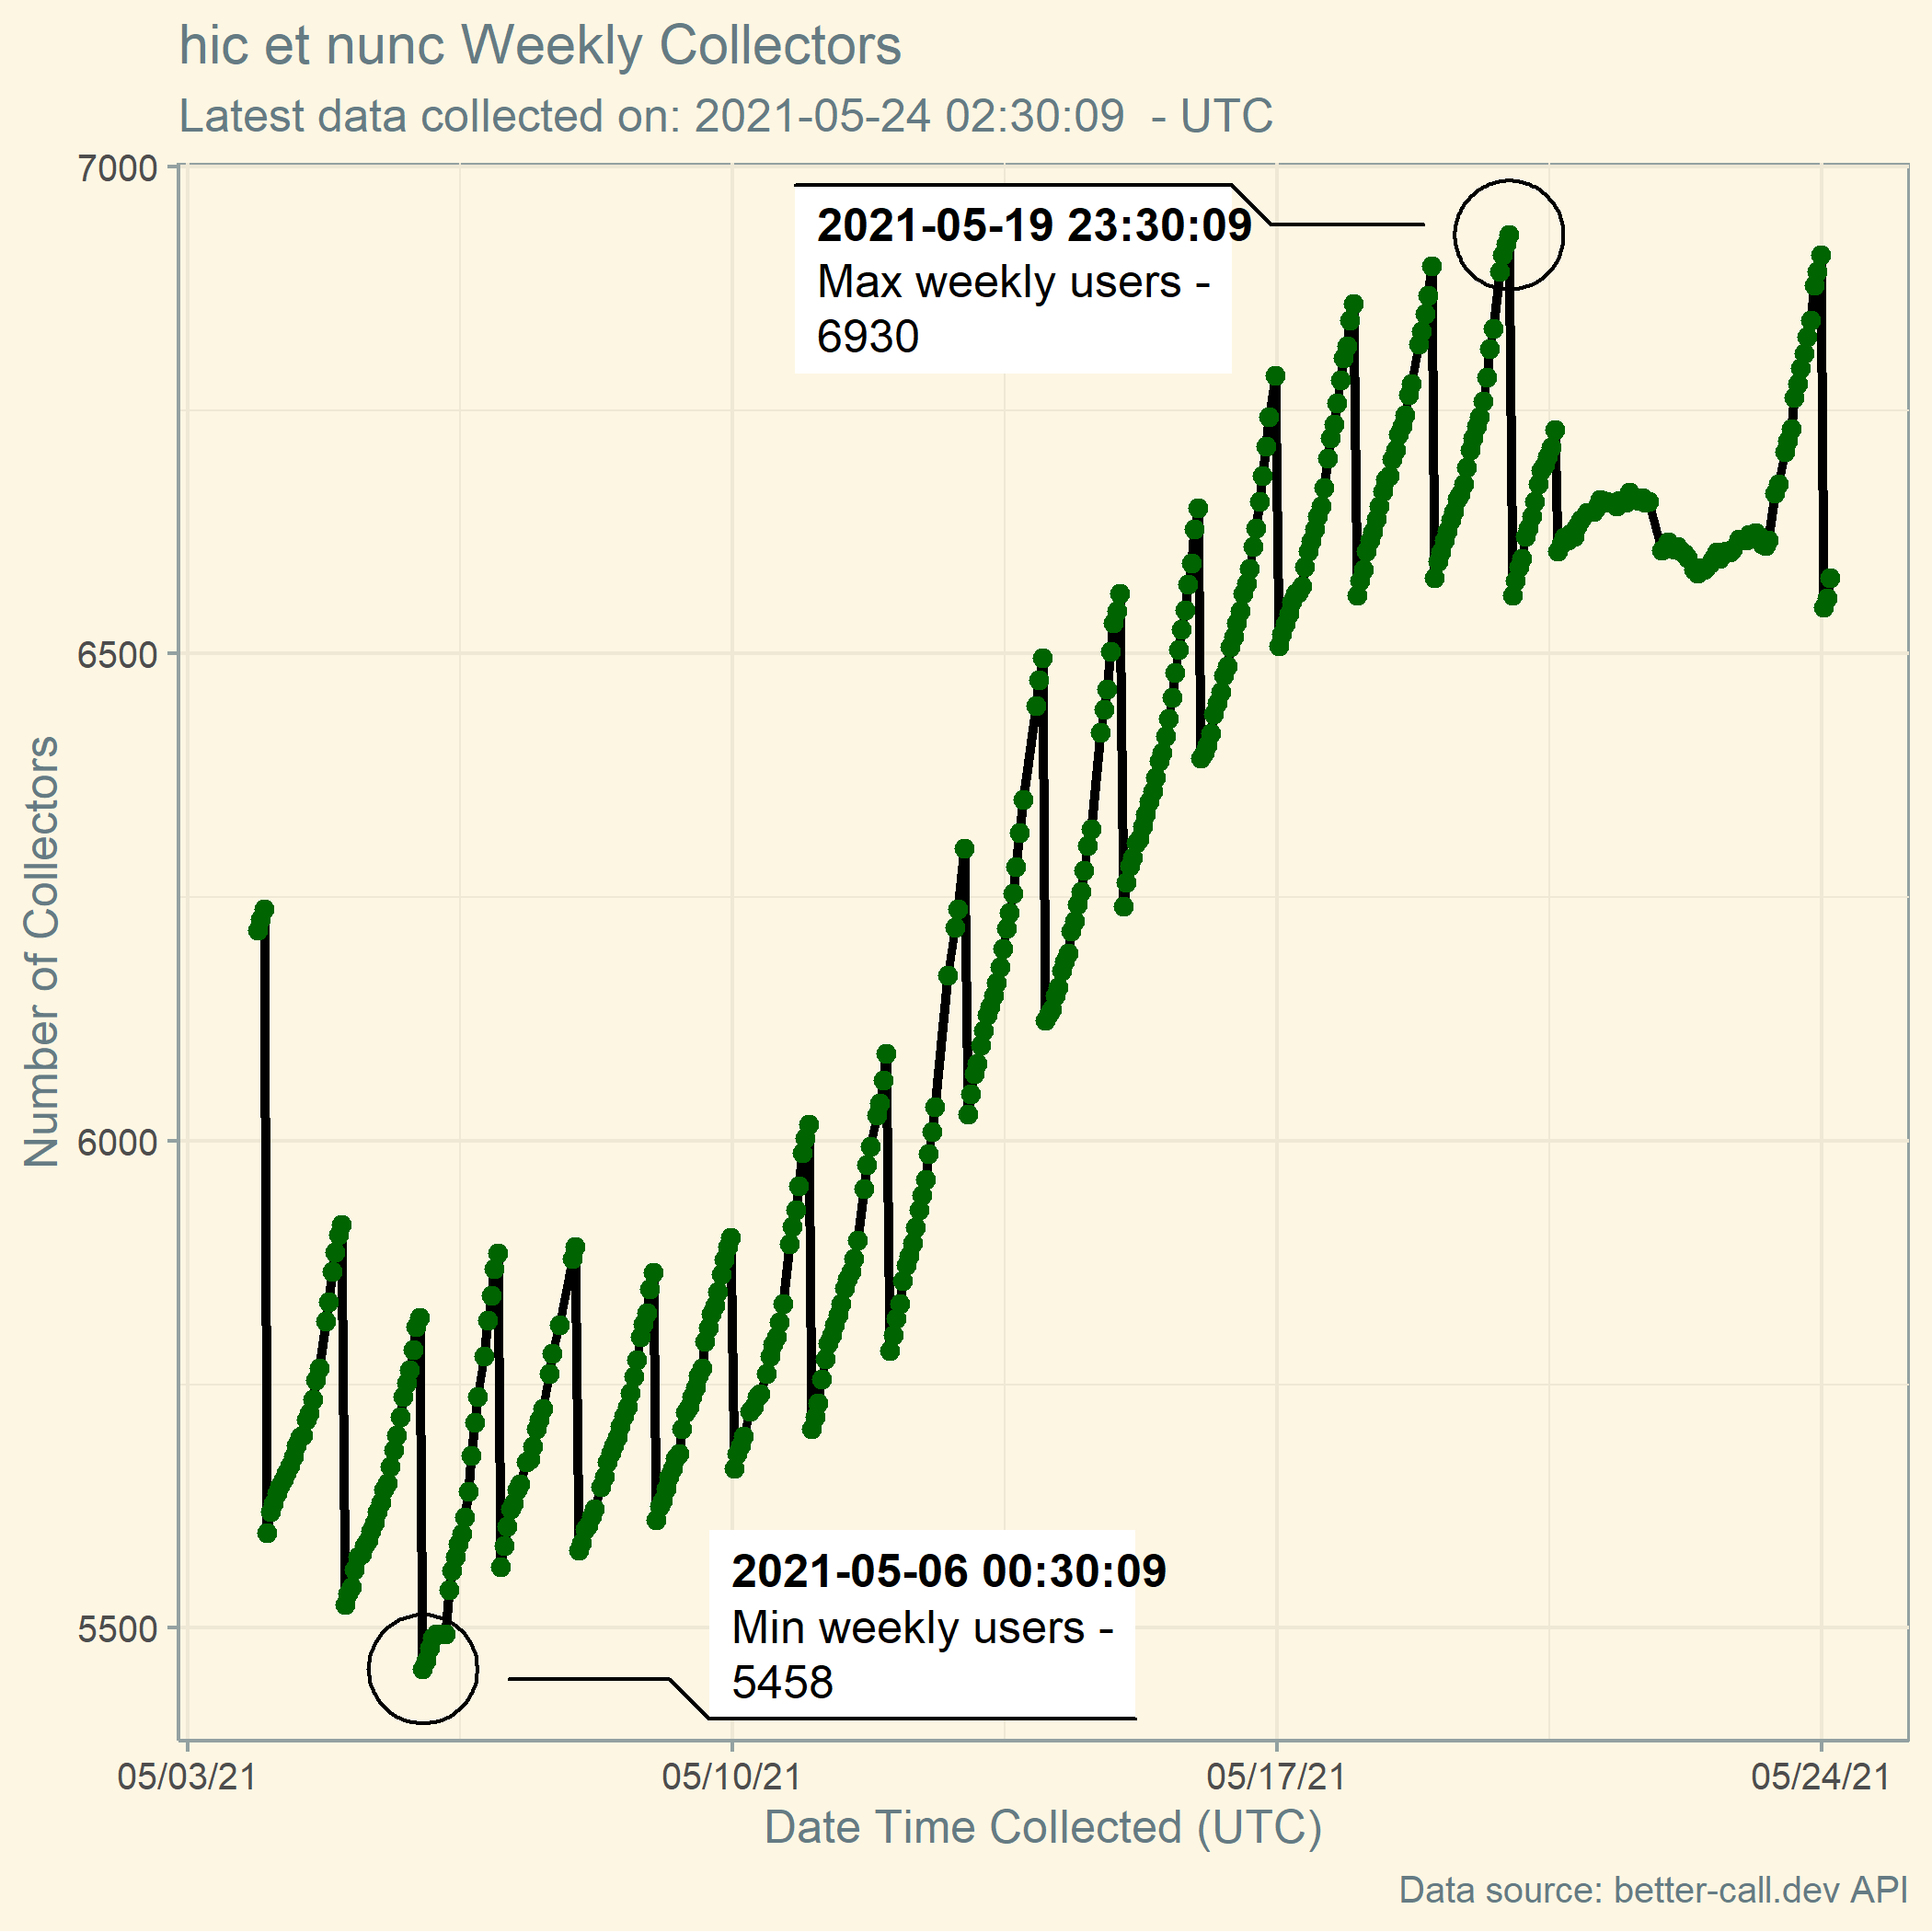 hic et nunc Weekly Collectors
Latest data collected on: 2021-05-24 02:30:09  - UTC
7000
6500
6000
5500
Number of Collectors
2021-05-19 23:30:09
Max weekly users -
6930
2021-05-06 00:30:09
Min weekly users -
5458
05/03/21
05/10/21
05/17/21
05/24/21
Date Time Collected (UTC)
Data source: better-call.dev API